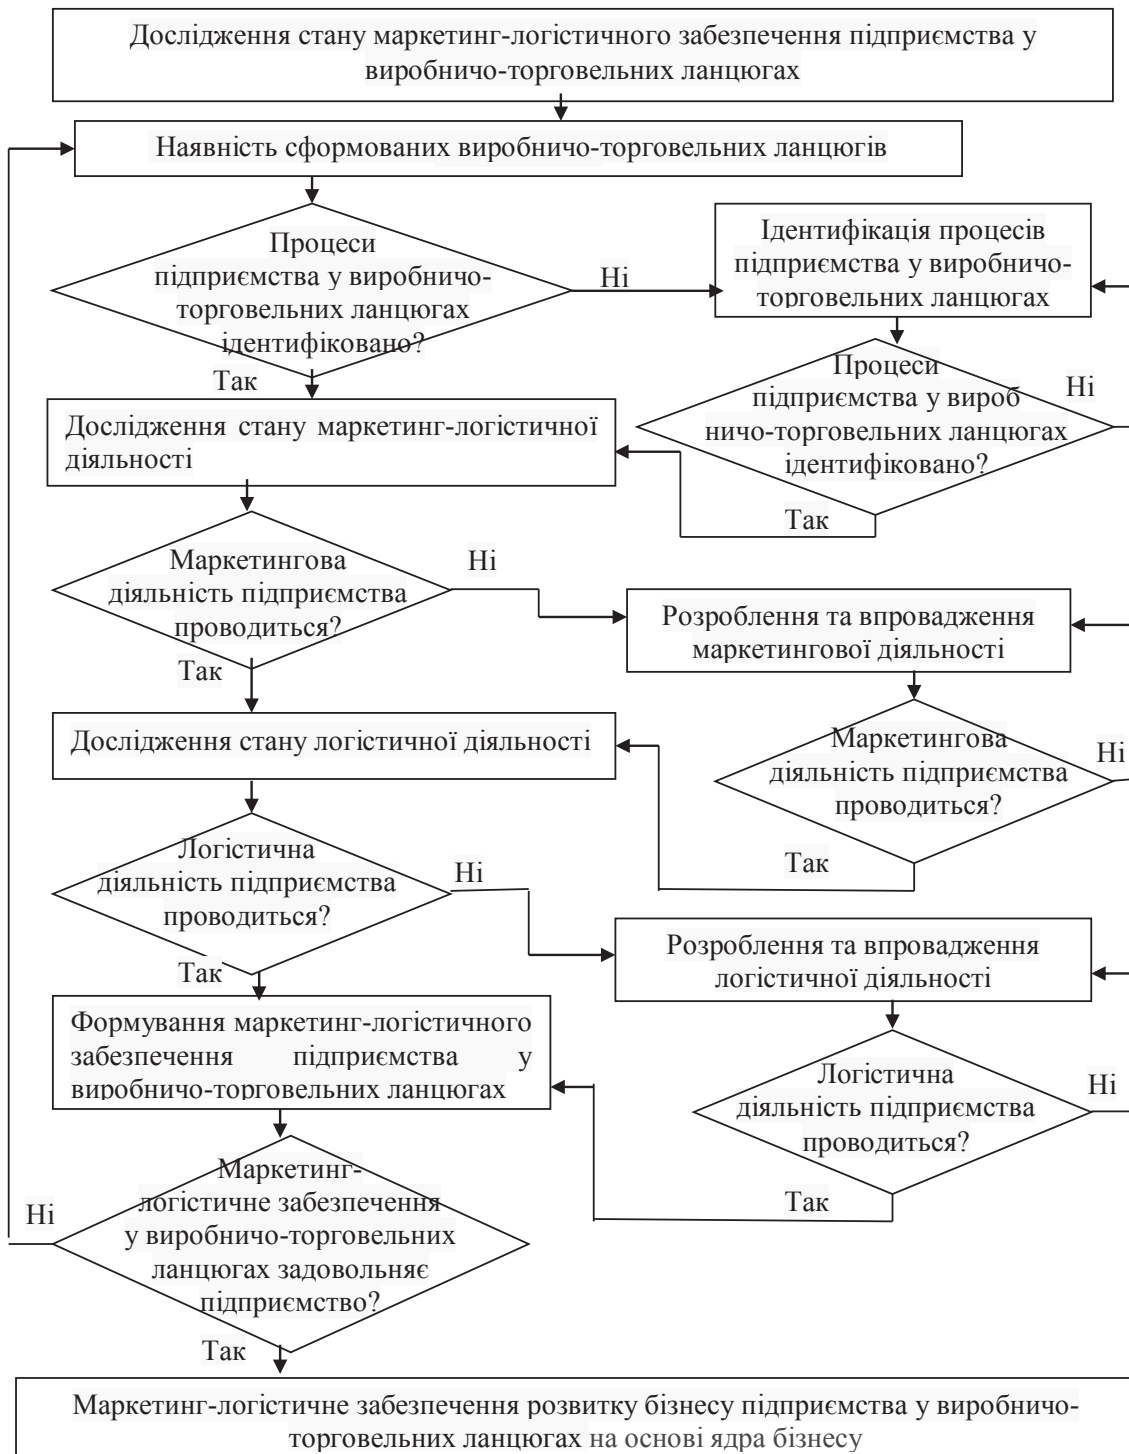 Дослідження стану маркетинг-логістичного забезпечення підприємства у
виробничо-торговельних ланцюгах
Наявність сформованих виробничо-торговельних ланцюгів
Процеси
підприємства у виробничо-
торговельних ланцюгах
ідентифіковано?
Ні
Ідентифікація процесів
підприємства у виробничо-
торговельних ланцюгах
Так
Процеси
підприємства у вироб
ничо-торговельних ланцюгах
ідентифіковано?
Ні
Так
Дослідження стану маркетинг-логістичної
діяльності
Маркетингова
діяльність підприємства
проводиться?
Ні
Розроблення та впровадження
маркетингової діяльності
Так
Маркетингова
діяльність підприємства
проводиться?
Ні
Так
Дослідження стану логістичної діяльності
Логістична
діяльність підприємства
проводиться?
Ні
Розроблення та впровадження
логістичної діяльності
Так
Логістична
діяльність підприємства
проводиться?
Ні
Так
Формування маркетинг-логістичного
забезпечення підприємства у
виробничо-торговельних ланцюгах
Маркетинг-
логістичне забезпечення
у виробничо-торговельних
ланцюгах задовольняє
підприємство?
Ні
Так
Маркетинг-логістичне забезпечення розвитку бізнесу підприємства у виробничо-
торговельних ланцюгах на основі ядра бізнесу